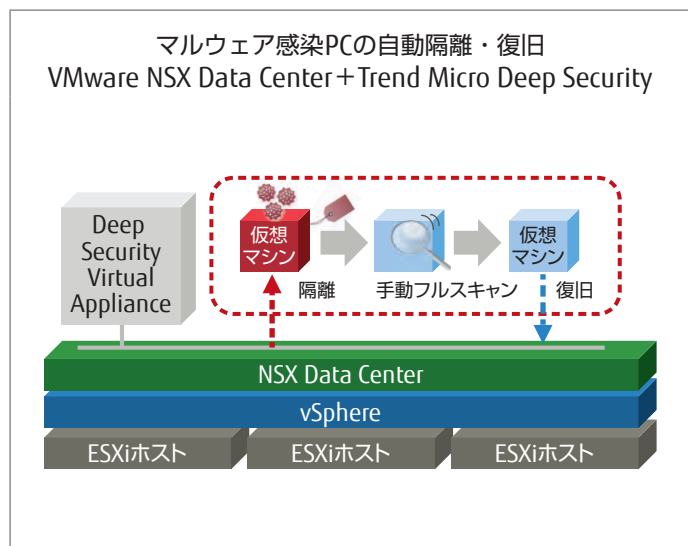 マルウェア感染PCの自動隔離・復旧
VMware NSX Data Center＋Trend Micro Deep Security
Deep
Security
Virtual
Appliance
仮想
マシン
隔離
手動フルスキャン
仮想
マシン
復旧
NSX Data Center
vSphere
ESXiホスト
ESXiホスト
ESXiホスト